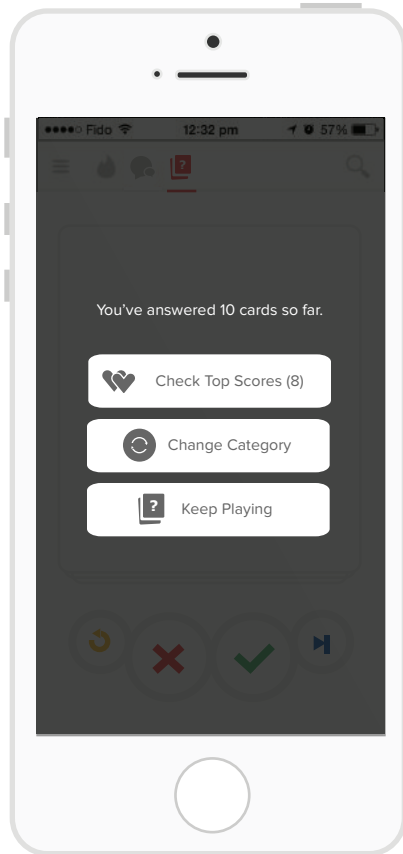 Fido 12:32 pm 57%
?
You've answered 10 cards so far.
Check Top Scores (8)
Change Category
? Keep Playing